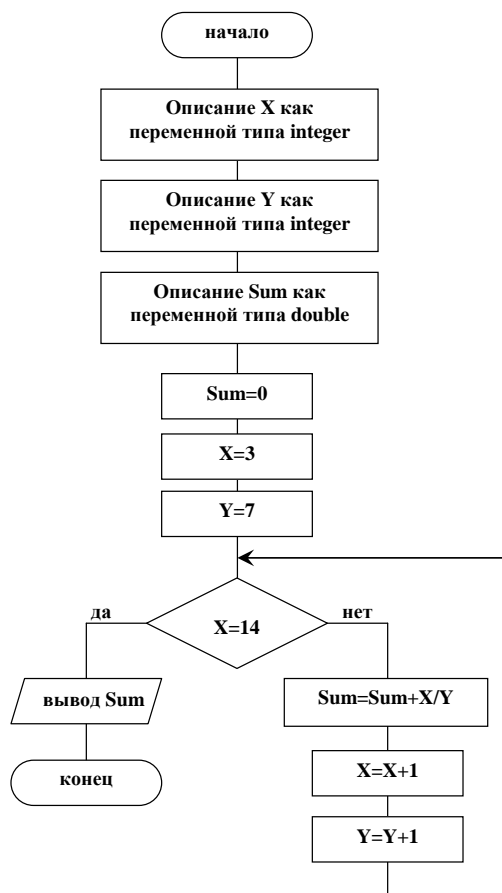 начало
Описание X как
переменной типа integer
Описание Y как
переменной типа integer
Описание Sum как
переменной типа double
Sum=0
X=3
Y=7
да
нет
X=14
вывод Sum
Sum=Sum+X/Y
конец
X=X+1
Y=Y+1